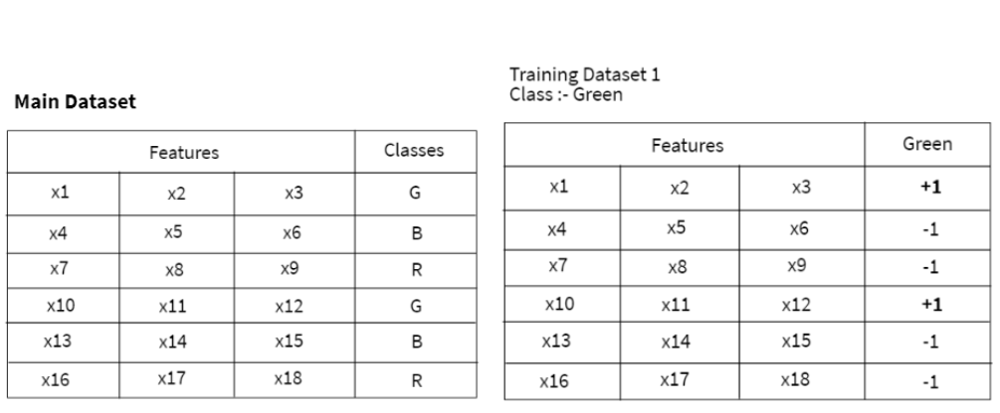 Main Dataset
Features Classes
x1 x2 x3 G
x4 x5 x6 B
x7 x8 x9 R
x10 x11 x12 G
x13 x14 x15 B
x16 x17 x18 R
Training Dataset 1
Class :- Green
Features Green
x1 x2 x3 +1
x4 x5 x6 -1
x7 x8 x9 -1
x10 x11 x12 +1
x13 x14 x15 -1
x16 x17 x18 -1